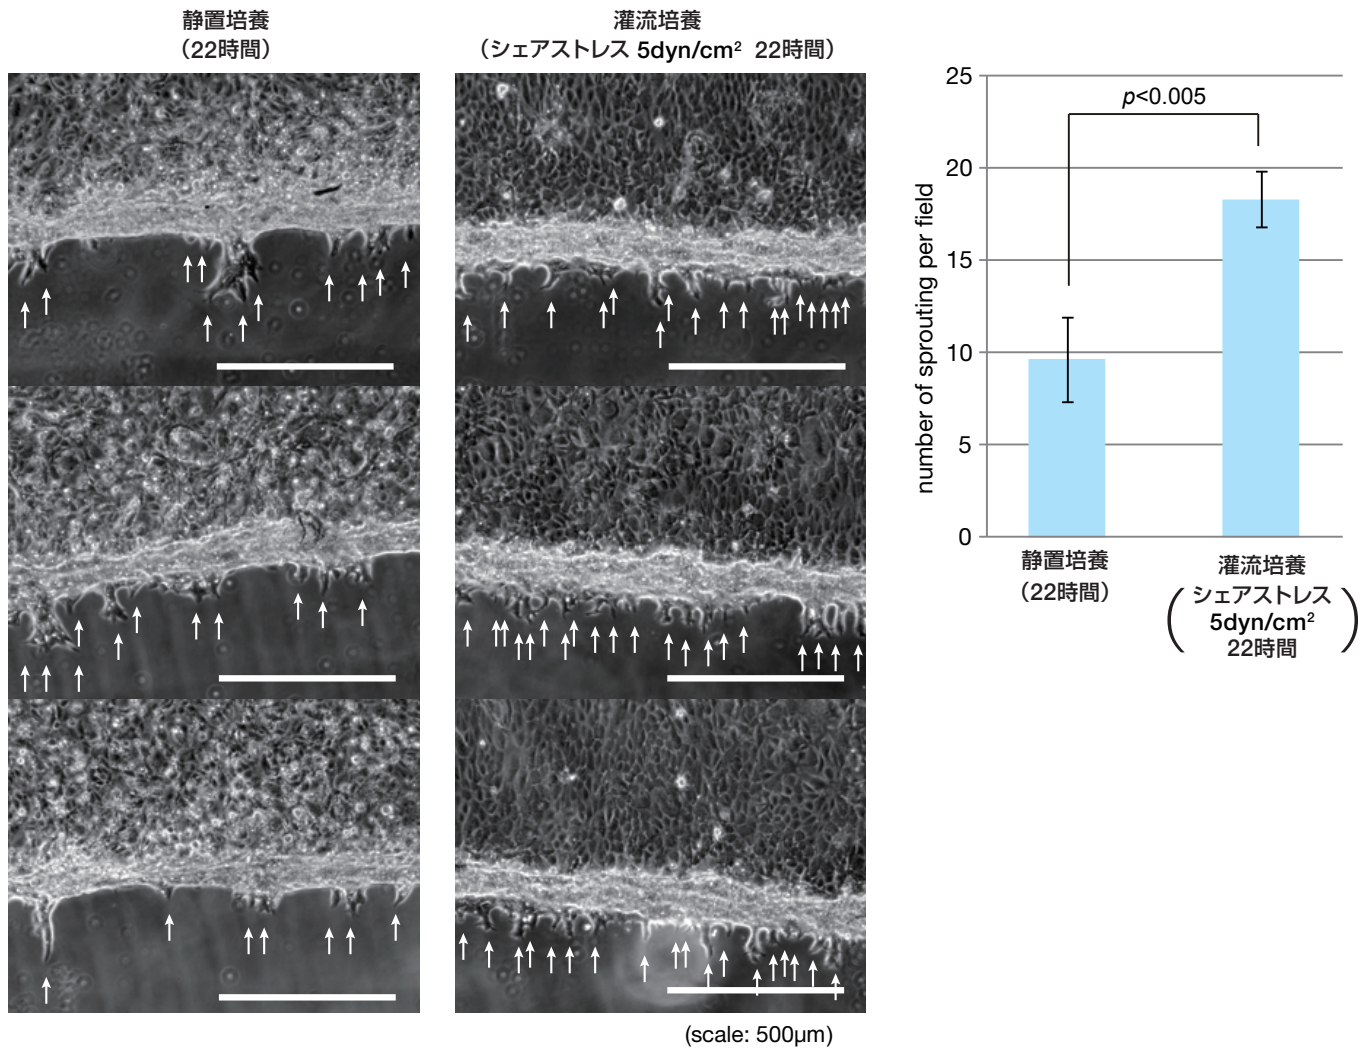 静置培養
（22時間）
灌流培養
（シェアストレス 5dyn/cm² 22時間）
(scale: 500μm)
number of sprouting per field
25
20
15
10
5
0
p<0.005
静置培養
（22時間）
灌流培養
（シェアストレス
5dyn/cm²
22時間）